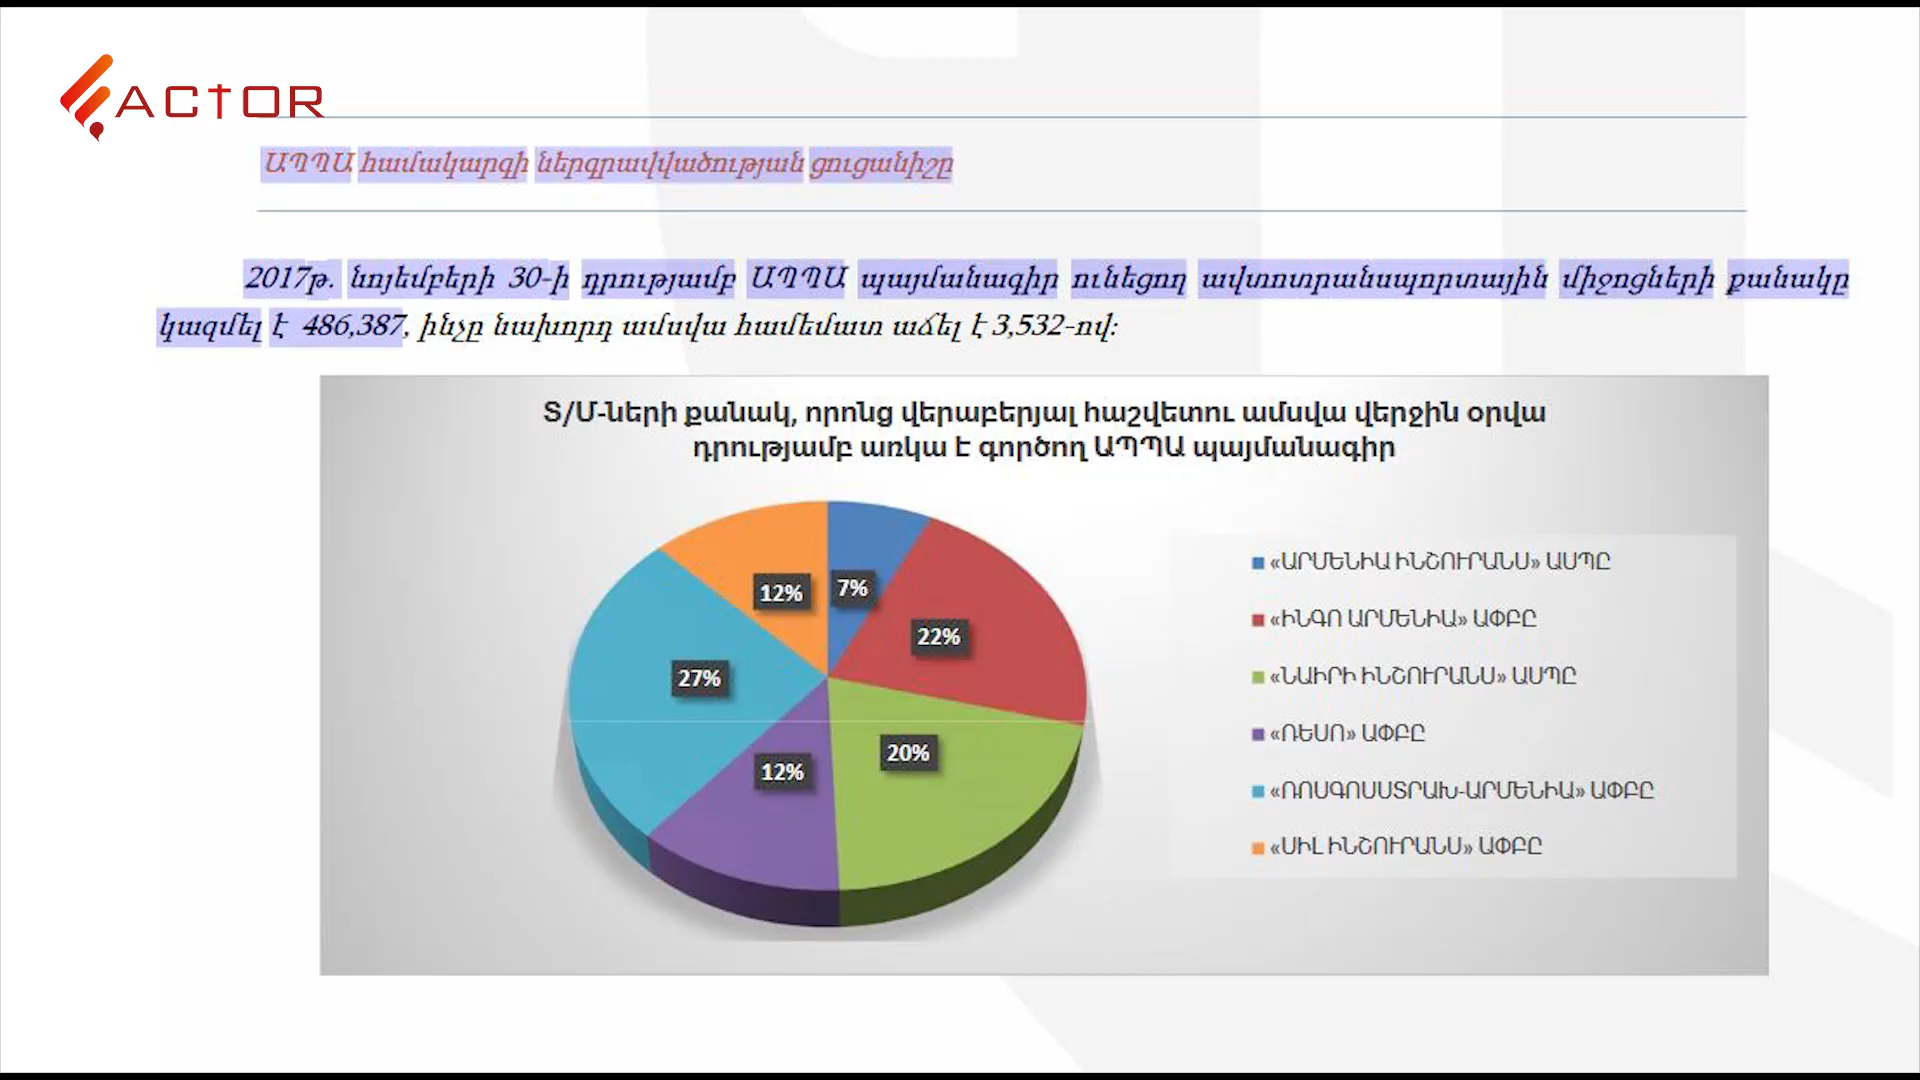 ACTOR
ԱՊՊԱ համակարգի ներգրավվածության ցուցանիշը
2017թ. նոյեմբերի 30-ի դրությամբ ԱՊՊԱ պայմանագիր ունեցող ավտոտրանսպորտային միջոցների քանակը
կազմել է 486,387, ինչը նախորդ ամսվա համեմատ աճել է 3,532-ով:
Տ/Մ-ների քանակ, որոնց վերաբերյալ հաշվետու ամսվա վերջին օրվա
դրությամբ առկա է գործող ԱՊՊԱ պայմանագիր
12%
7%
22%
27%
20%
12%
«ԱՐՄԵՆԻԱ ԻՆՇՈՒՐԱՆՍ» ԱՍՊԸ
«ԻՆԳՈ ԱՐՄԵՆԻԱ» ԱՓԲԸ
«ՆԱԻՐԻ ԻՆՇՈՒՐԱՆՍ» ԱՍՊԸ
«ՌԵՍՈ» ԱՓԲԸ
«ՌՈՍԳՈՍՍՏՐԱԽ-ԱՐՄԵՆԻԱ» ԱՓԲԸ
«ՍԻԼ ԻՆՇՈՒՐԱՆՍ» ԱՓԲԸ